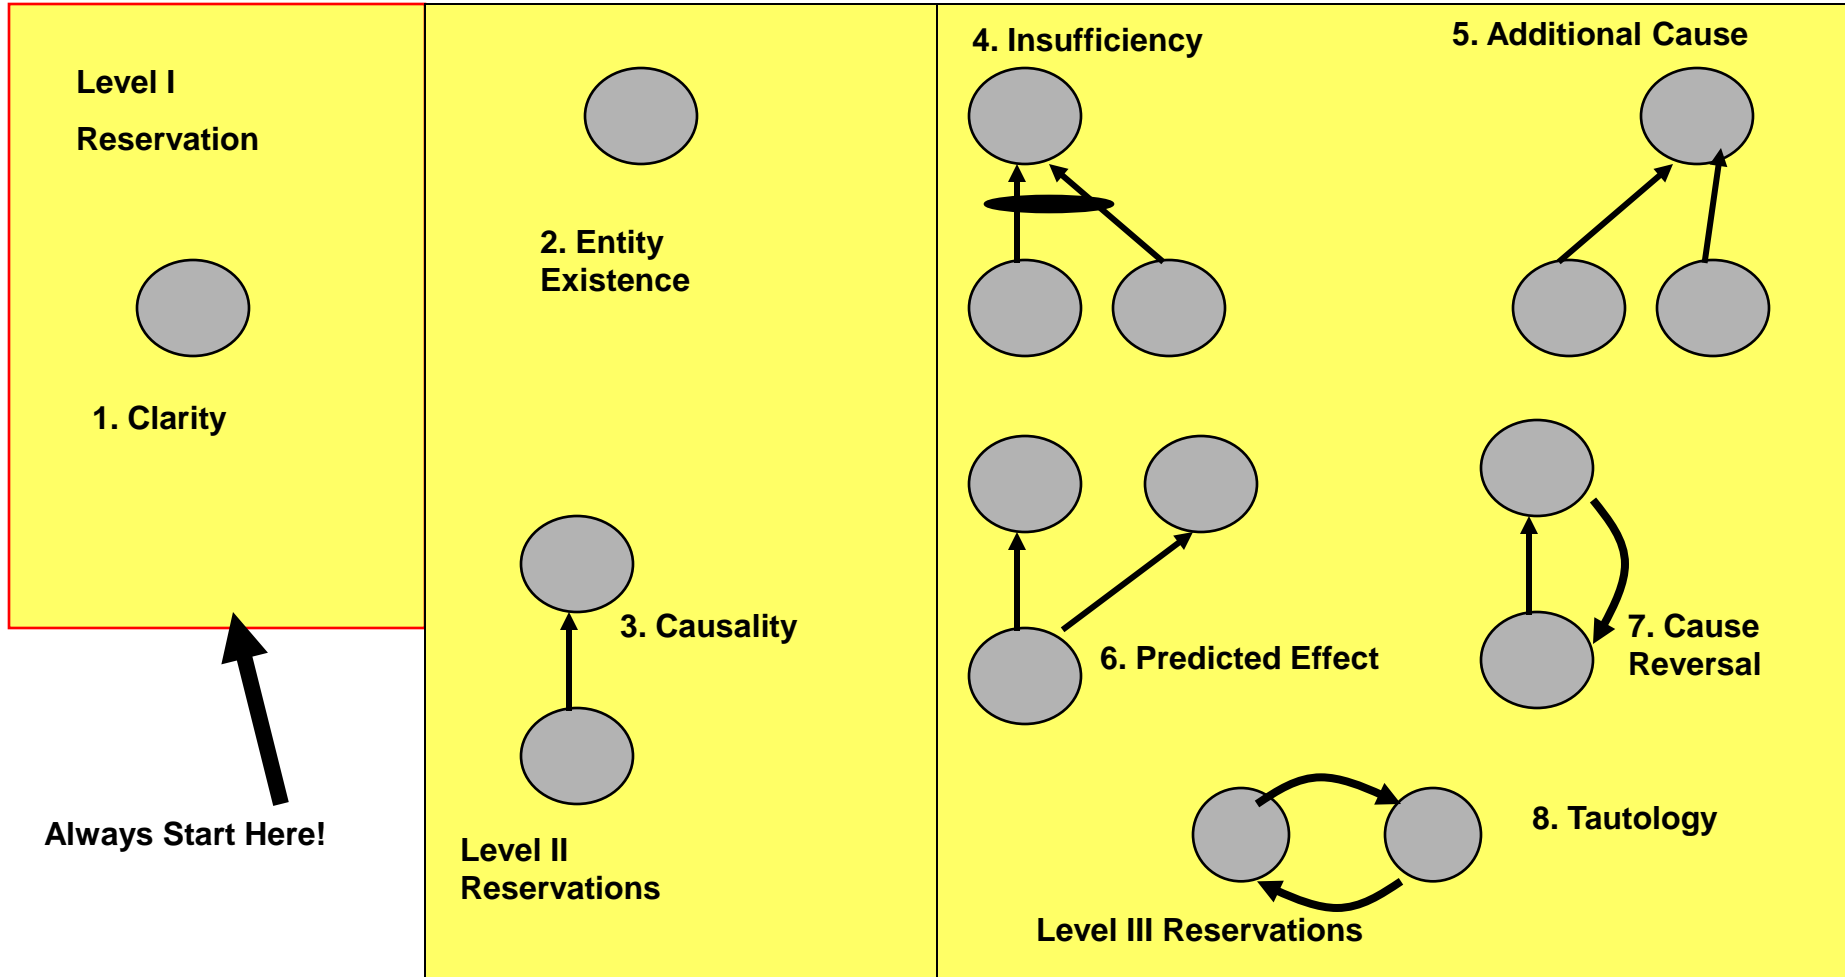 Level I
Reservation
1. Clarity
Always Start Here!
2. Entity
Existence
3. Causality
Level II
Reservations
4. Insufficiency
5. Additional Cause
6. Predicted Effect
7. Cause
Reversal
8. Tautology
Level III Reservations